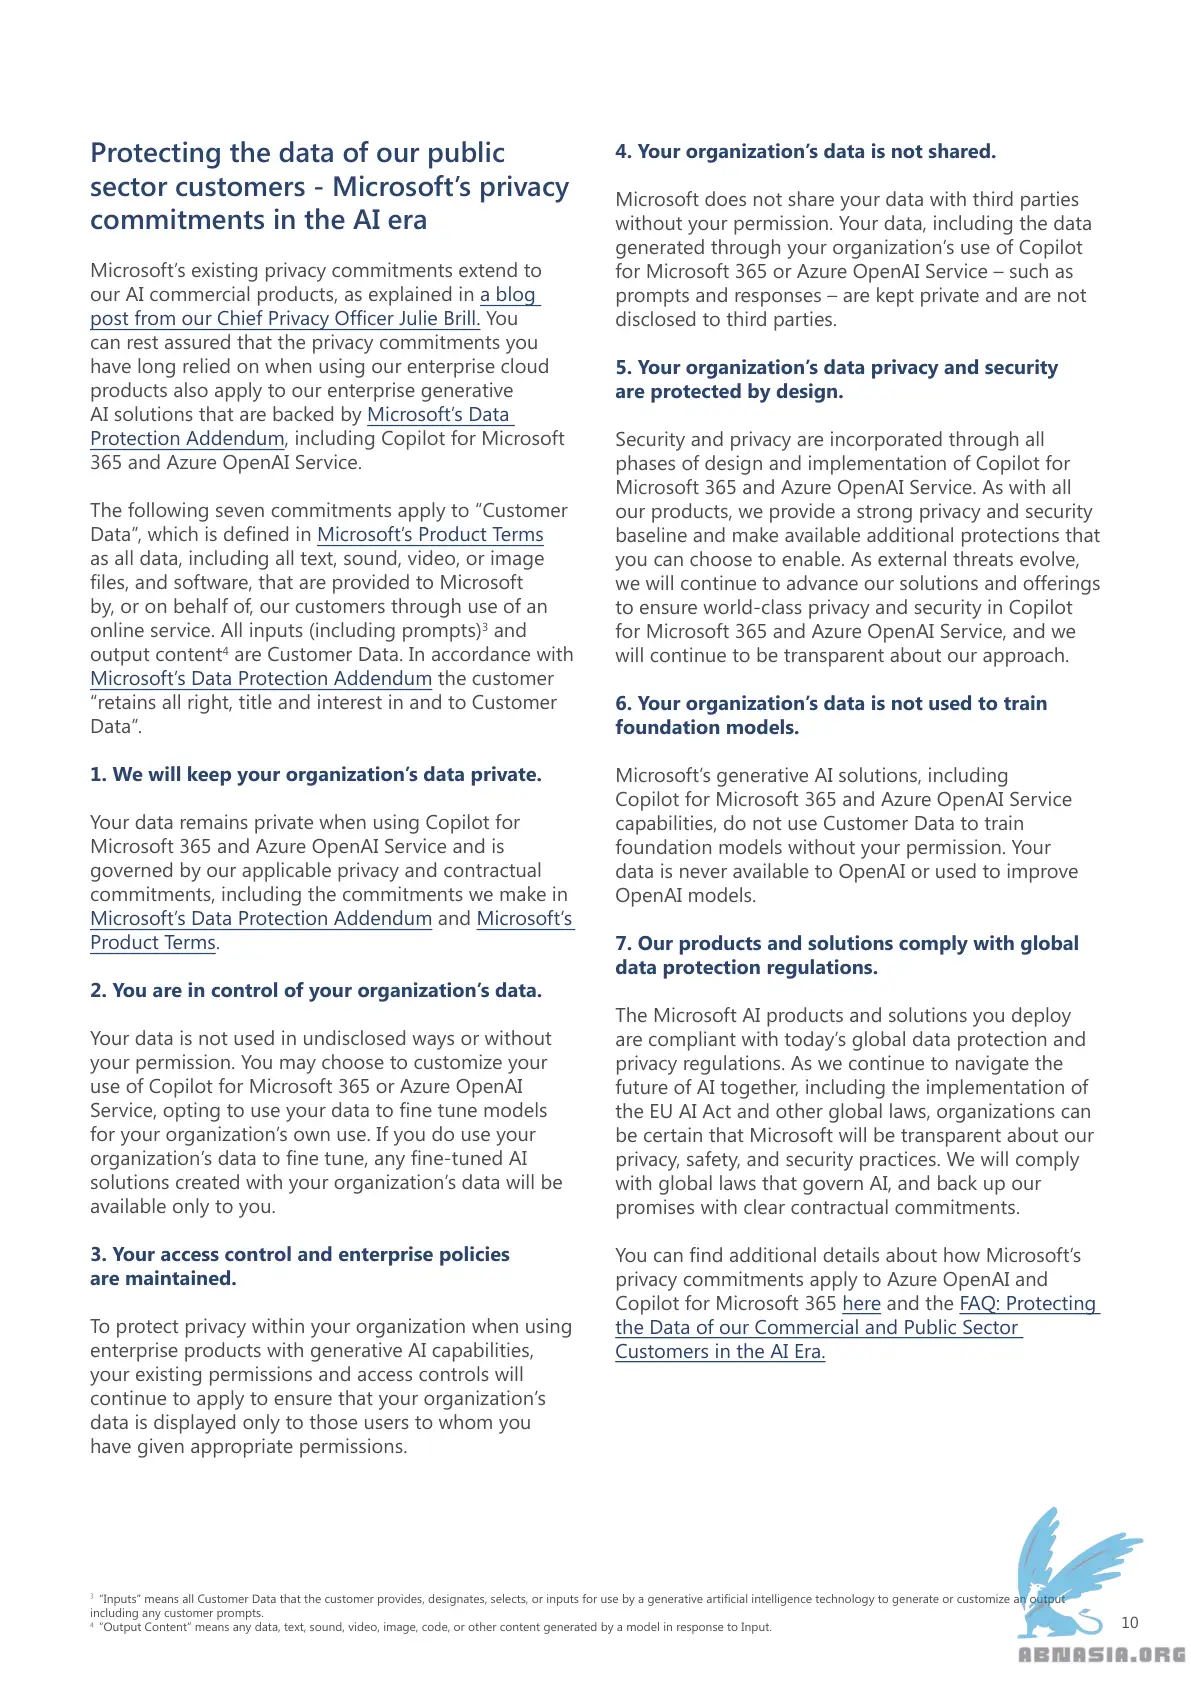 Protecting the data of our public
sector customers - Microsoft’s privacy
commitments in the AI era
Microsoft’s existing privacy commitments extend to
our AI commercial products, as explained in a blog
post from our Chief Privacy Officer Julie Brill. You
can rest assured that the privacy commitments you
have long relied on when using our enterprise cloud
products also apply to our enterprise generative
AI solutions that are backed by Microsoft’s Data
Protection Addendum, including Copilot for Microsoft
365 and Azure OpenAI Service.
The following seven commitments apply to “Customer
Data”, which is defined in Microsoft’s Product Terms
as all data, including all text, sound, video, or image
files, and software, that are provided to Microsoft
by, or on behalf of, our customers through use of an
online service. All inputs (including prompts)³ and
output content⁴ are Customer Data. In accordance with
Microsoft’s Data Protection Addendum the customer
“retains all right, title and interest in and to Customer
Data”.
1. We will keep your organization’s data private.
Your data remains private when using Copilot for
Microsoft 365 and Azure OpenAI Service and is
governed by our applicable privacy and contractual
commitments, including the commitments we make in
Microsoft’s Data Protection Addendum and Microsoft’s
Product Terms.
2. You are in control of your organization’s data.
Your data is not used in undisclosed ways or without
your permission. You may choose to customize your
use of Copilot for Microsoft 365 or Azure OpenAI
Service, opting to use your data to fine tune models
for your organization’s own use. If you do use your
organization’s data to fine tune, any fine-tuned AI
solutions created with your organization’s data will be
available only to you.
3. Your access control and enterprise policies
are maintained.
To protect privacy within your organization when using
enterprise products with generative AI capabilities,
your existing permissions and access controls will
continue to apply to ensure that your organization’s
data is displayed only to those users to whom you
have given appropriate permissions.
4. Your organization’s data is not shared.
Microsoft does not share your data with third parties
without your permission. Your data, including the data
generated through your organization’s use of Copilot
for Microsoft 365 or Azure OpenAI Service – such as
prompts and responses – are kept private and are not
disclosed to third parties.
5. Your organization’s data privacy and security
are protected by design.
Security and privacy are incorporated through all
phases of design and implementation of Copilot for
Microsoft 365 and Azure OpenAI Service. As with all
our products, we provide a strong privacy and security
baseline and make available additional protections that
you can choose to enable. As external threats evolve,
we will continue to advance our solutions and offerings
to ensure world-class privacy and security in Copilot
for Microsoft 365 and Azure OpenAI Service, and we
will continue to be transparent about our approach.
6. Your organization’s data is not used to train
foundation models.
Microsoft’s generative AI solutions, including
Copilot for Microsoft 365 and Azure OpenAI Service
capabilities, do not use Customer Data to train
foundation models without your permission. Your
data is never available to OpenAI or used to improve
OpenAI models.
7. Our products and solutions comply with global
data protection regulations.
The Microsoft AI products and solutions you deploy
are compliant with today’s global data protection and
privacy regulations. As we continue to navigate the
future of AI together, including the implementation of
the EU AI Act and other global laws, organizations can
be certain that Microsoft will be transparent about our
privacy, safety, and security practices. We will comply
with global laws that govern AI, and back up our
promises with clear contractual commitments.
You can find additional details about how Microsoft’s
privacy commitments apply to Azure OpenAI and
Copilot for Microsoft 365 here and the FAQ: Protecting
the Data of our Commercial and Public Sector
Customers in the AI Era.
³ “Inputs” means all Customer Data that the customer provides, designates, selects, or inputs for use by a generative artificial intelligence technology to generate or customize an output
including any customer prompts.
⁴ “Output Content” means any data, text, sound, video, image, code, or other content generated by a model in response to Input.
10
ABNASIA.ORG